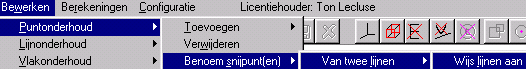 Bewerken Berekeningen Configuratie Licentiehouder: Ton Lecluse
Puntonderhoud Toevoegen
Lijnonderhoud Verwijderen
Vlakonderhoud Benoem snijpunt(en) Van twee lijnen Wijs lijnen aan